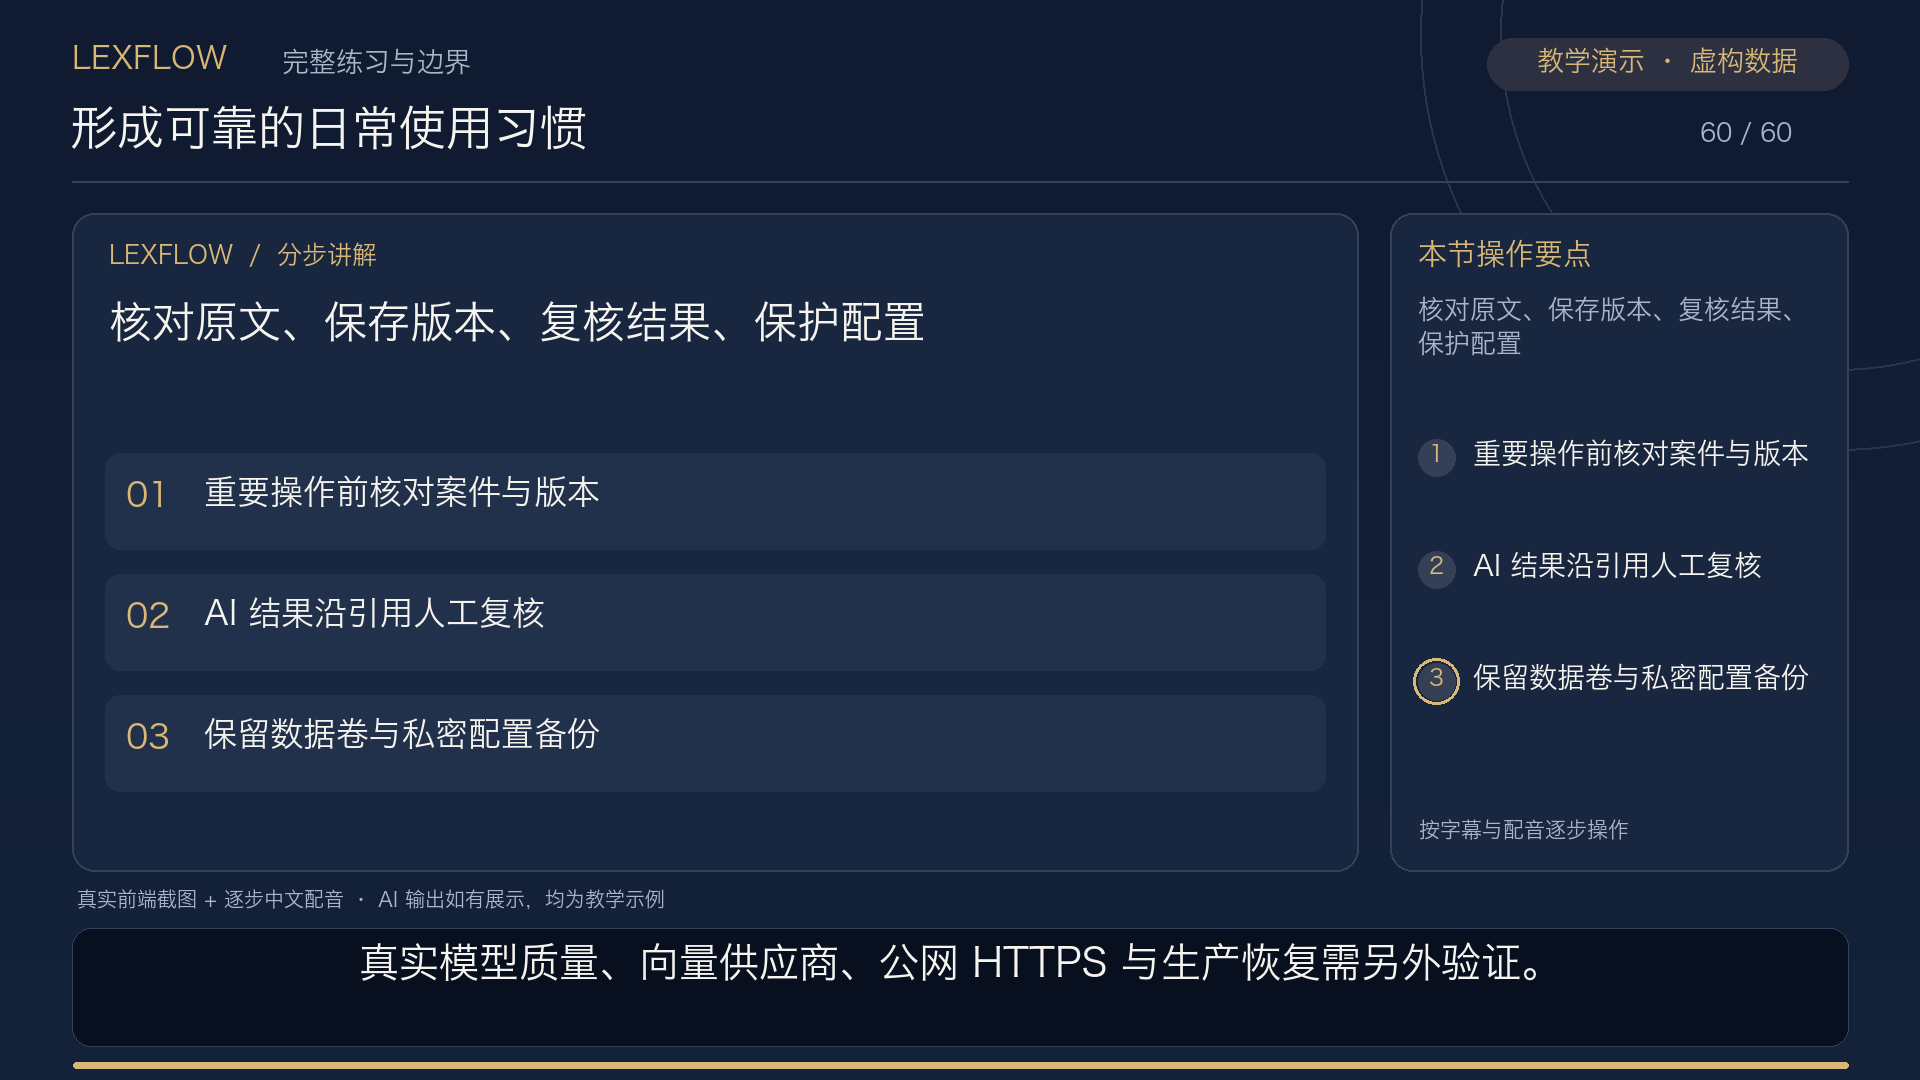 LEXFLOW 完整练习与边界
教学演示 · 虚构数据
形成可靠的日常使用习惯
60 / 60
LEXFLOW / 分步讲解
核对原文、保存版本、复核结果、保护配置
01 重要操作前核对案件与版本
02 AI 结果沿引用人工复核
03 保留数据卷与私密配置备份
本节操作要点
核对原文、保存版本、复核结果、
保护配置
1 重要操作前核对案件与版本
2 AI 结果沿引用人工复核
3 保留数据卷与私密配置备份
按字幕与配音逐步操作
真实前端截图 + 逐步中文配音 · AI 输出如有展示，均为教学示例
真实模型质量、向量供应商、公网 HTTPS 与生产恢复需另外验证。